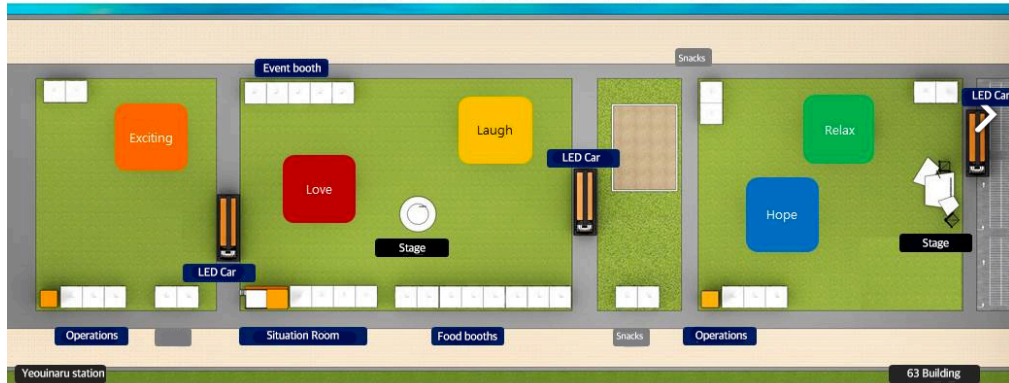 Snacks
Event booth
LED Car
Exciting
Laugh
Relax
LED Car
Love
Hope
Stage
Stage
LED Car
Operations
Situation Room
Food booths
Snacks
Operations
Yeouinaru station
63 Building